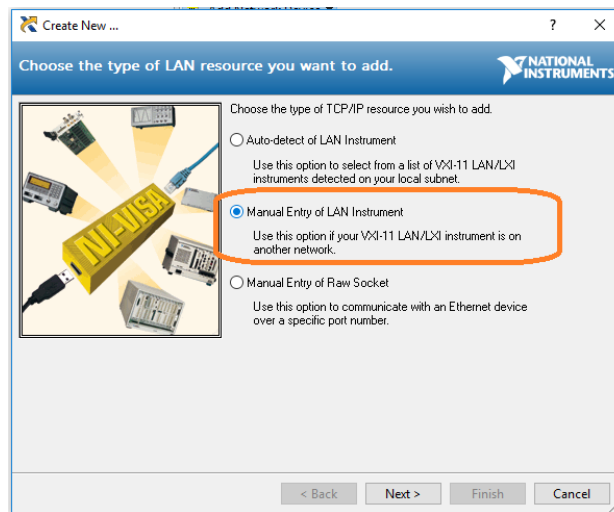 Add Network Device
Create New ...
? X
Choose the type of LAN resource you want to add.
NATIONAL
INSTRUMENTS
Choose the type of TCP/IP resource you wish to add.
Auto-detect of LAN Instrument
Use this option to select from a list of VXI-11 LAN/LXI
instruments detected on your local subnet.
Manual Entry of LAN Instrument
Use this option if your VXI-11 LAN/LXI instrument is on
another network.
Manual Entry of Raw Socket
Use this option to communicate with an Ethernet device
over a specific port number.
NI-VISA
< Back
Next >
Finish
Cancel